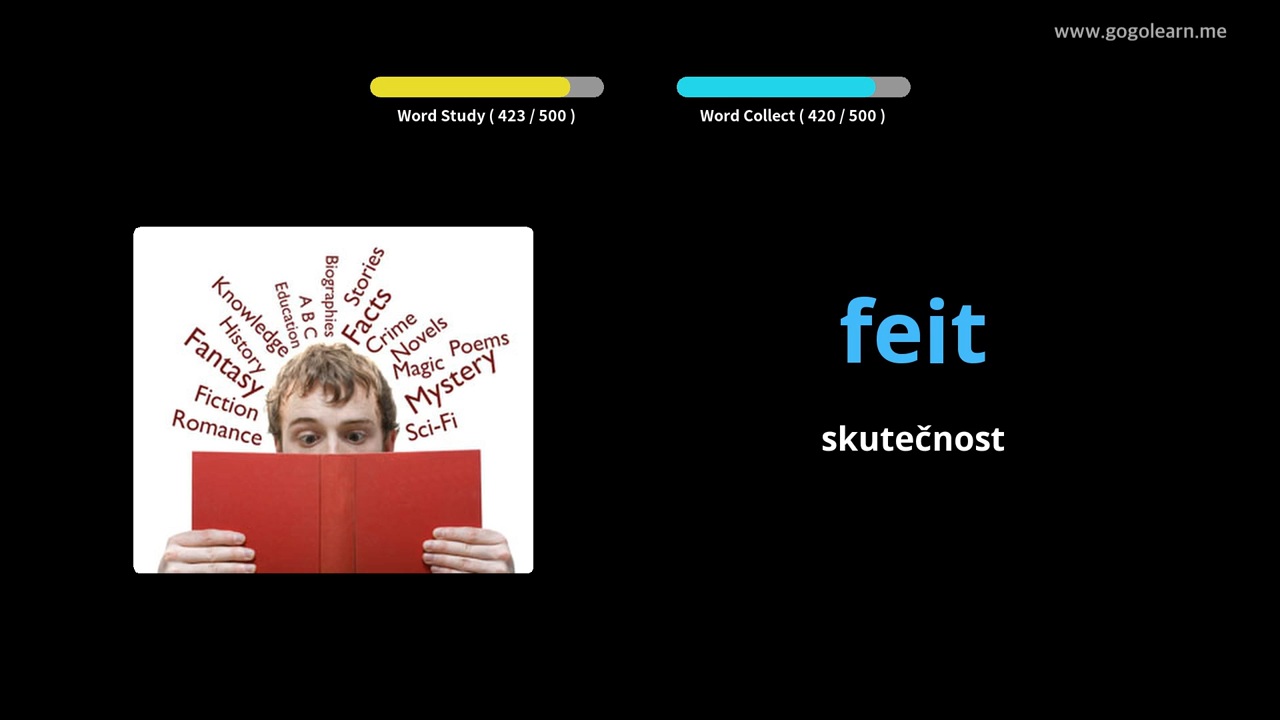 www.gogolearn.me
Word Study ( 423 / 500 )
Word Collect ( 420 / 500 )
Biographies
Stories
Education
A B C
Facts
Knowledge
Crime
History
Novels
Poems
Fantasy
Magic
Mystery
Fiction
Romance
Sci-Fi
feit
skutečnost